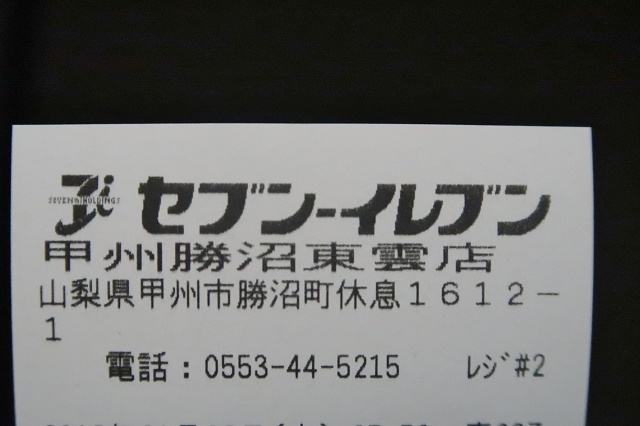 SEVEN&i HOLDINGS
セブン-イレブン
甲州勝沼東雲店
山梨県甲州市勝沼町休息1612-
1
電話:0553-44-5215 レジ#2